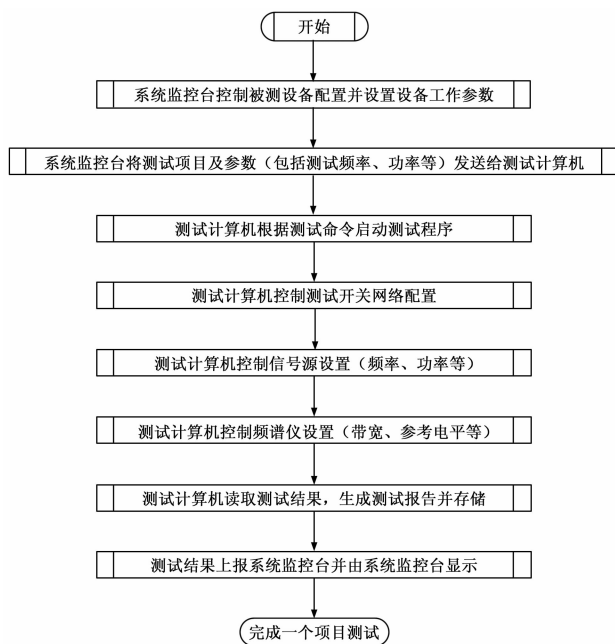 开始
系统监控台控制被测设备配置并设置设备工作参数
系统监控台将测试项目及参数（包括测试频率、功率等）发送给测试计算机
测试计算机根据测试命令启动测试程序
测试计算机控制测试开关网络配置
测试计算机控制信号源设置（频率、功率等）
测试计算机控制频谱仪设置（带宽、参考电平等）
测试计算机读取测试结果，生成测试报告并存储
测试结果上报系统监控台并由系统监控台显示
完成一个项目测试